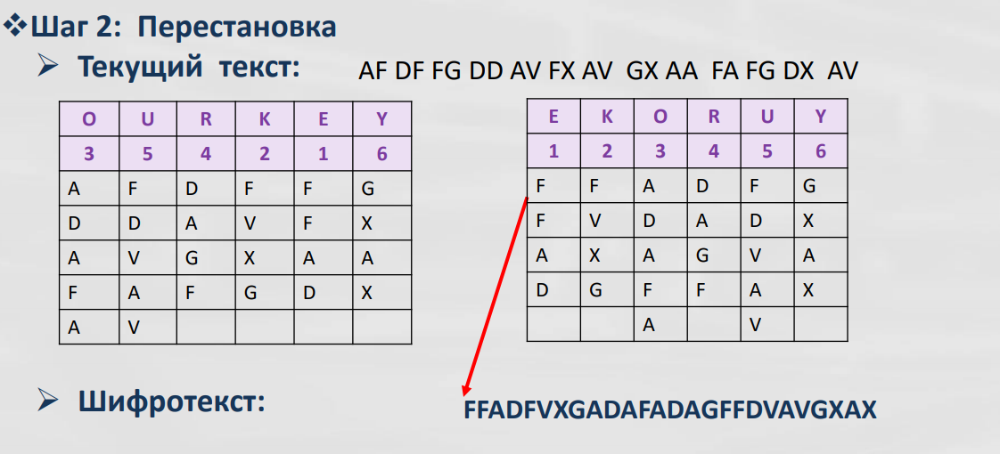 ❖Шаг 2: Перестановка
➢ Текущий текст: AF DF FG DD AV FX AV GX AA FA FG DX AV
O U R K E Y
3 5 4 2 1 6
A F D F F G
D D A V F X
A V G X A A
F A F G D X
A V
E K O R U Y
1 2 3 4 5 6
F F A D F G
F V D A D X
A X A G V A
D G F F A X
A V
➢ Шифротекст: FFADFVXGADAFADAGFFDVAVGXAX